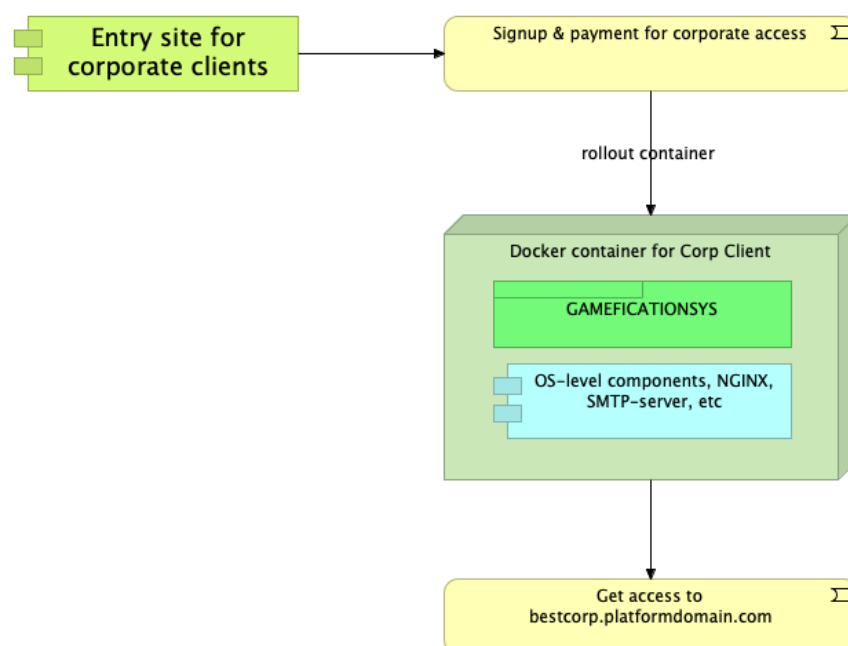 Entry site for
corporate clients
Signup & payment for corporate access
rollout container
Docker container for Corp Client
GAMEFICATIONSYS
OS-level components, NGINX,
SMTP-server, etc
Get access to
bestcorp.platformdomain.com